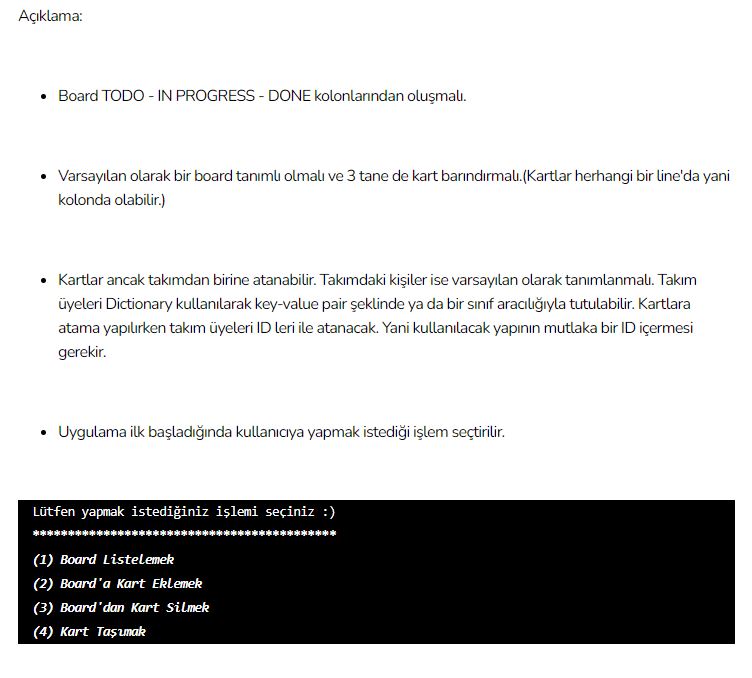 Açıklama:
• Board TODO - IN PROGRESS - DONE kolonlarından oluşmalı.
• Varsayılan olarak bir board tanımlı olmalı ve 3 tane de kart barındırmalı.(Kartlar herhangi bir line'da yani
kolonda olabilir.)
• Kartlar ancak takımdan birine atanabilir. Takımdaki kişiler ise varsayılan olarak tanımlanmalı. Takım
üyeleri Dictionary kullanılarak key-value pair şeklinde ya da bir sınıf aracılığıyla tutulabilir. Kartlara
atama yapılırken takım üyeleri ID leri ile atanacak. Yani kullanılacak yapının mutlaka bir ID içermesi
gerekir.
• Uygulama ilk başladığında kullanıcıya yapmak istediği işlem seçtirilir.
Lütfen yapmak istediğiniz işlemi seçiniz :)
*******************************************
(1) Board Listelemek
(2) Board'a Kart Eklemek
(3) Board'dan Kart Silmek
(4) Kart Taşımak